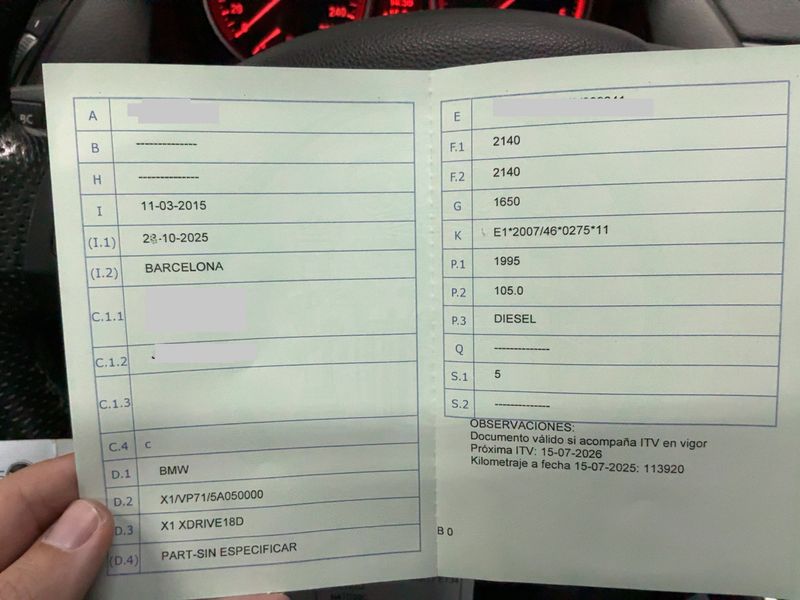 A
B --------------
H --------------
I 11-03-2015
(I.1) -10-2025
(I.2) BARCELONA
C.1.1
C.1.2
C.1.3
C.4 C
D.1 BMW
D.2 X1/VP71/5A050000
D.3 X1 XDRIVE18D
(D.4) PART-SIN ESPECIFICAR
E
F.1 2140
F.2 2140
G 1650
K E1*2007/46*0275*11
P.1 1995
P.2 105.0
P.3 DIESEL
Q -------------
S.1 5
S.2 -------------
OBSERVACIONES:
Documento válido si acompaña ITV en vigor
Próxima ITV: 15-07-2026
Kilometraje a fecha 15-07-2025: 113920
B 0
20
240